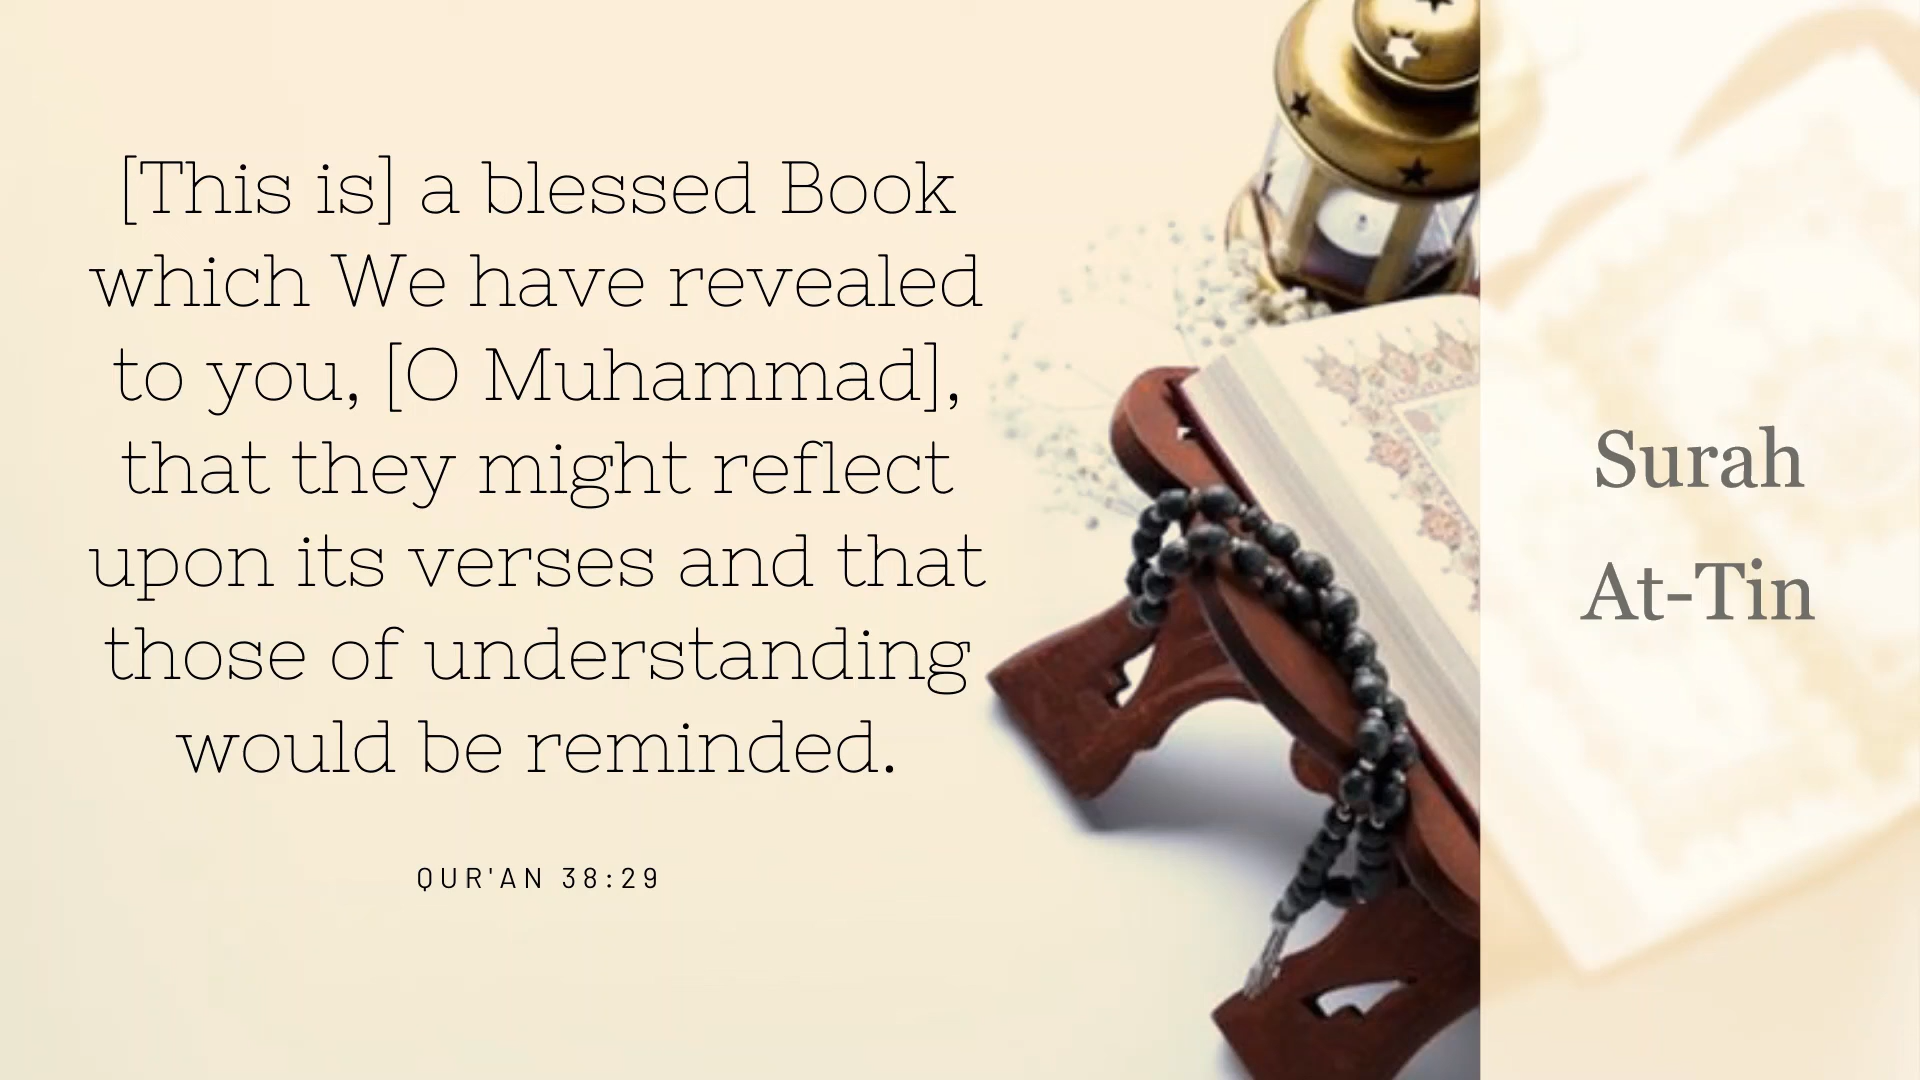 [This is] a blessed Book
which We have revealed
to you, [O Muhammad],
that they might reflect
upon its verses and that
those of understanding
would be reminded.
QUR'AN 38:29
Surah
At-Tin